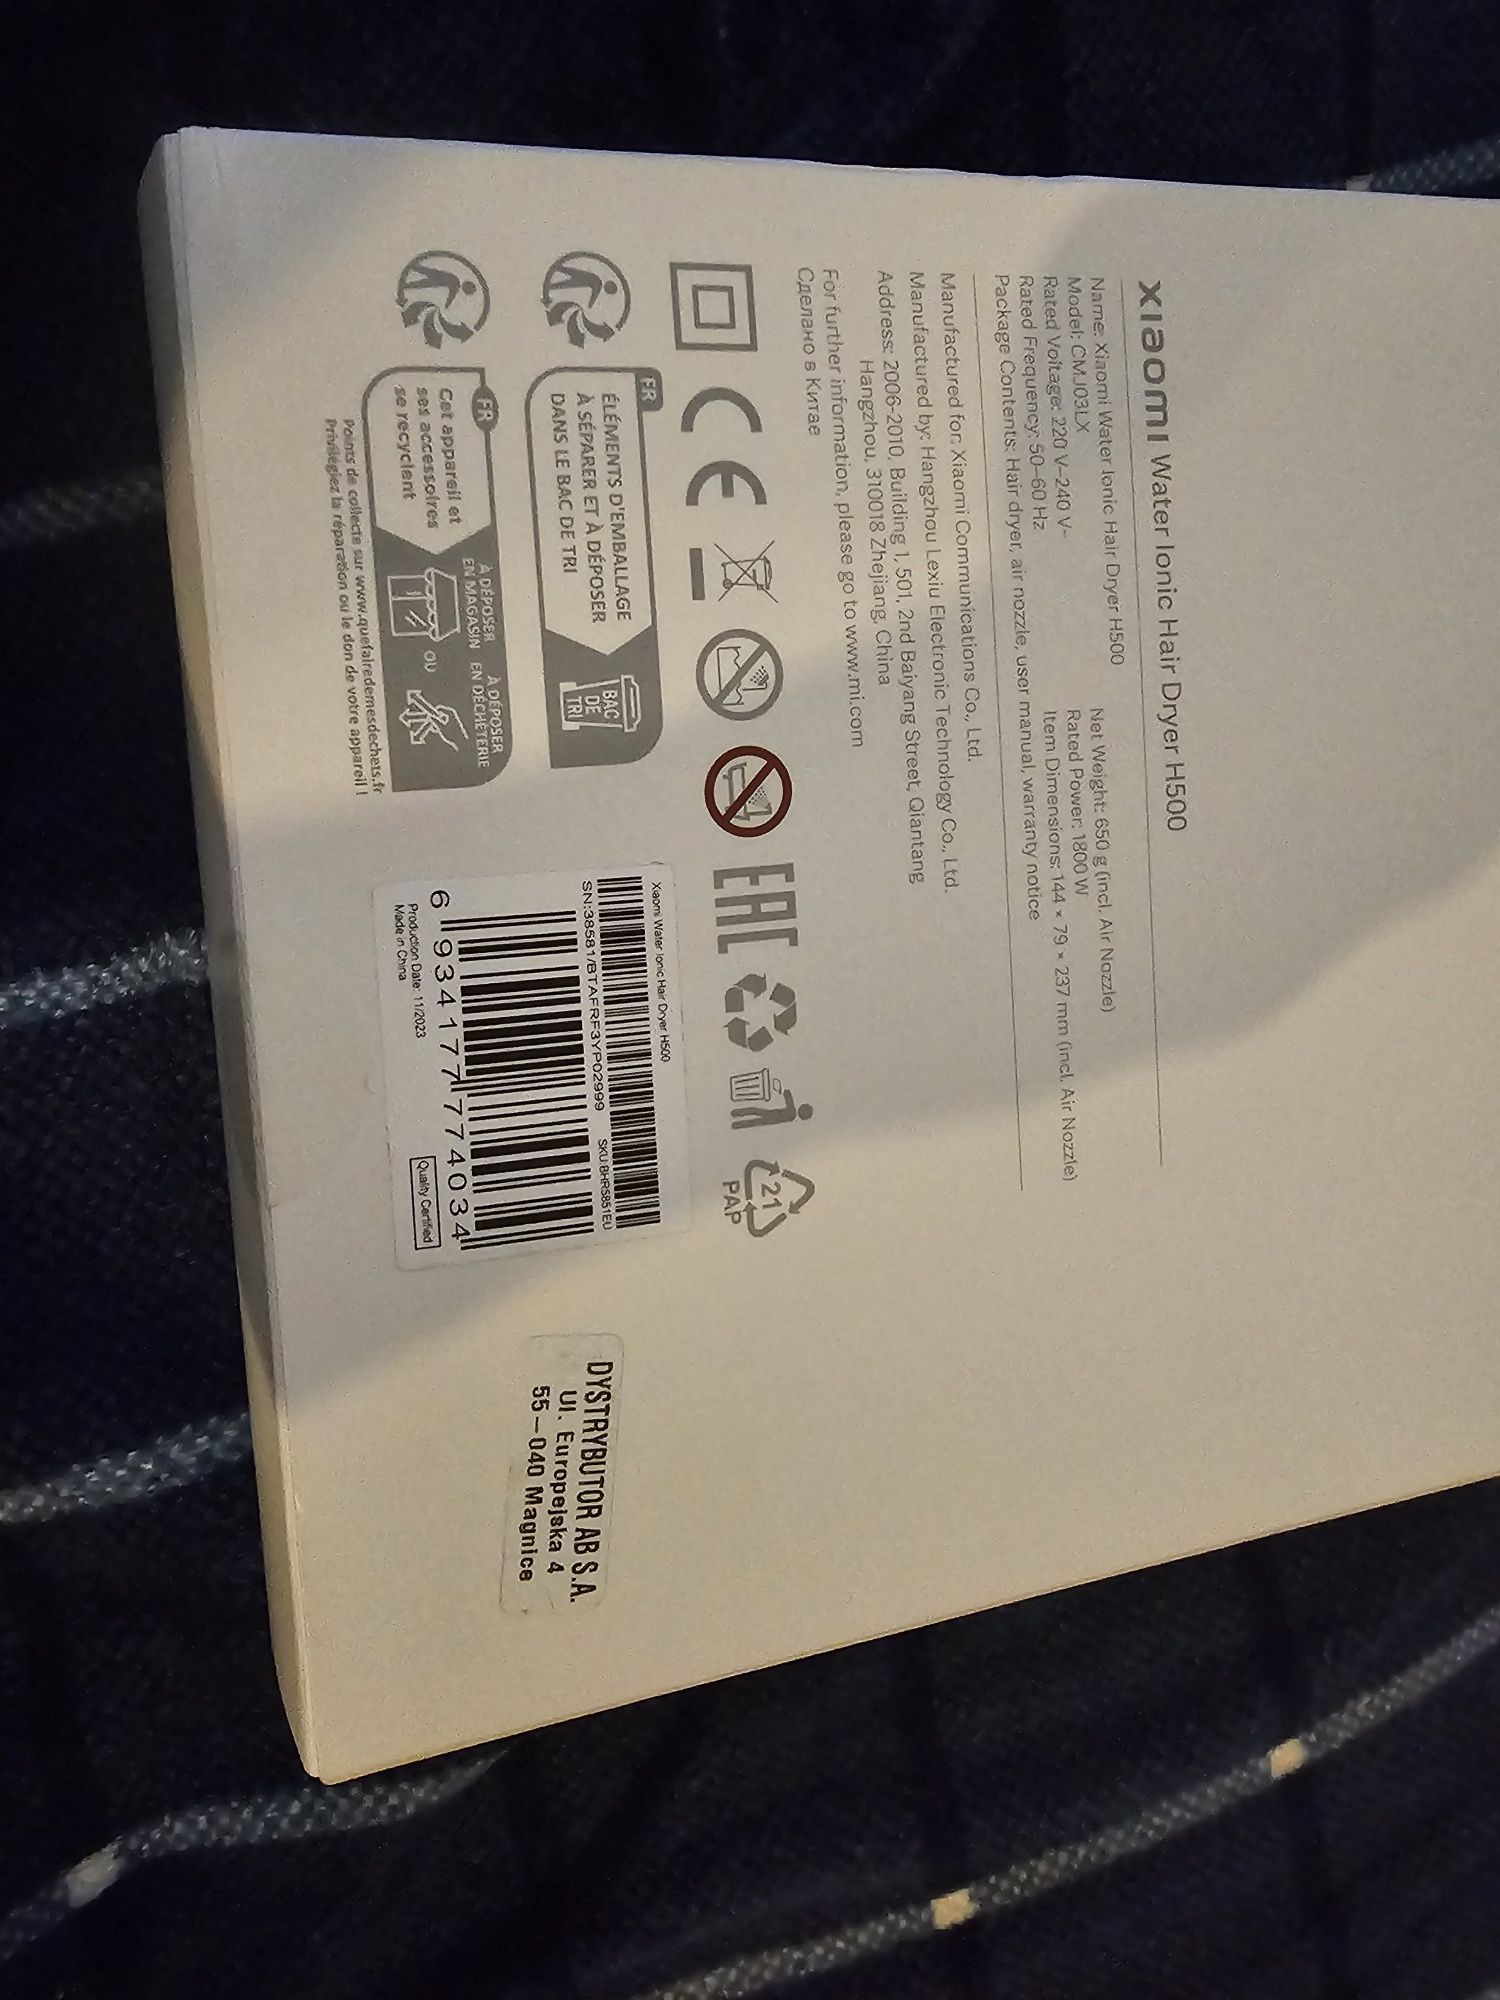 xiaomi Water Ionic Hair Dryer H500
Name: Xiaomi Water Ionic Hair Dryer H500
Net Weight: 650 g (incl. Air Nozzle)
Model: CMJ03LX
Rated Power: 1800 W
Rated Voltage: 220 V–240 V~
Item Dimensions: 144 × 79 × 237 mm (incl. Air Nozzle)
Rated Frequency: 50–60 Hz
Package Contents: Hair dryer, air nozzle, user manual, warranty notice
Manufactured for: Xiaomi Communications Co., Ltd.
Manufactured by: Hangzhou Lexiu Electronic Technology Co., Ltd.
Address: 2006-2010, Building 1, 501, 2nd Baiyang Street, Qiantang
Hangzhou, 310018 Zhejiang, China
For further information, please go to www.mi.com
Сделано в Китае
CE
EAC
21
PAP
FR
ÉLÉMENTS D'EMBALLAGE
À SÉPARER ET À DÉPOSER
DANS LE BAC DE TRI
BAC
DE
TRI
FR
Cet appareil et
ses accessoires
se recyclent
À DÉPOSER
EN MAGASIN
OU
À DÉPOSER
EN DÉCHÈTERIE
Points de collecte sur www.quefairedemesdechets.fr
Privilégiez la réparation ou le don de votre appareil !
Xiaomi Water Ionic Hair Dryer H500
SN:38581/BTAFRF3YP02999 SKU:BHR5851EU
6 934177 774034
Production Date: 11/2023
Made in China
Quality Certified
DYSTRYBUTOR AB S.A.
Ul. Europejska 4
55-040 Magnice